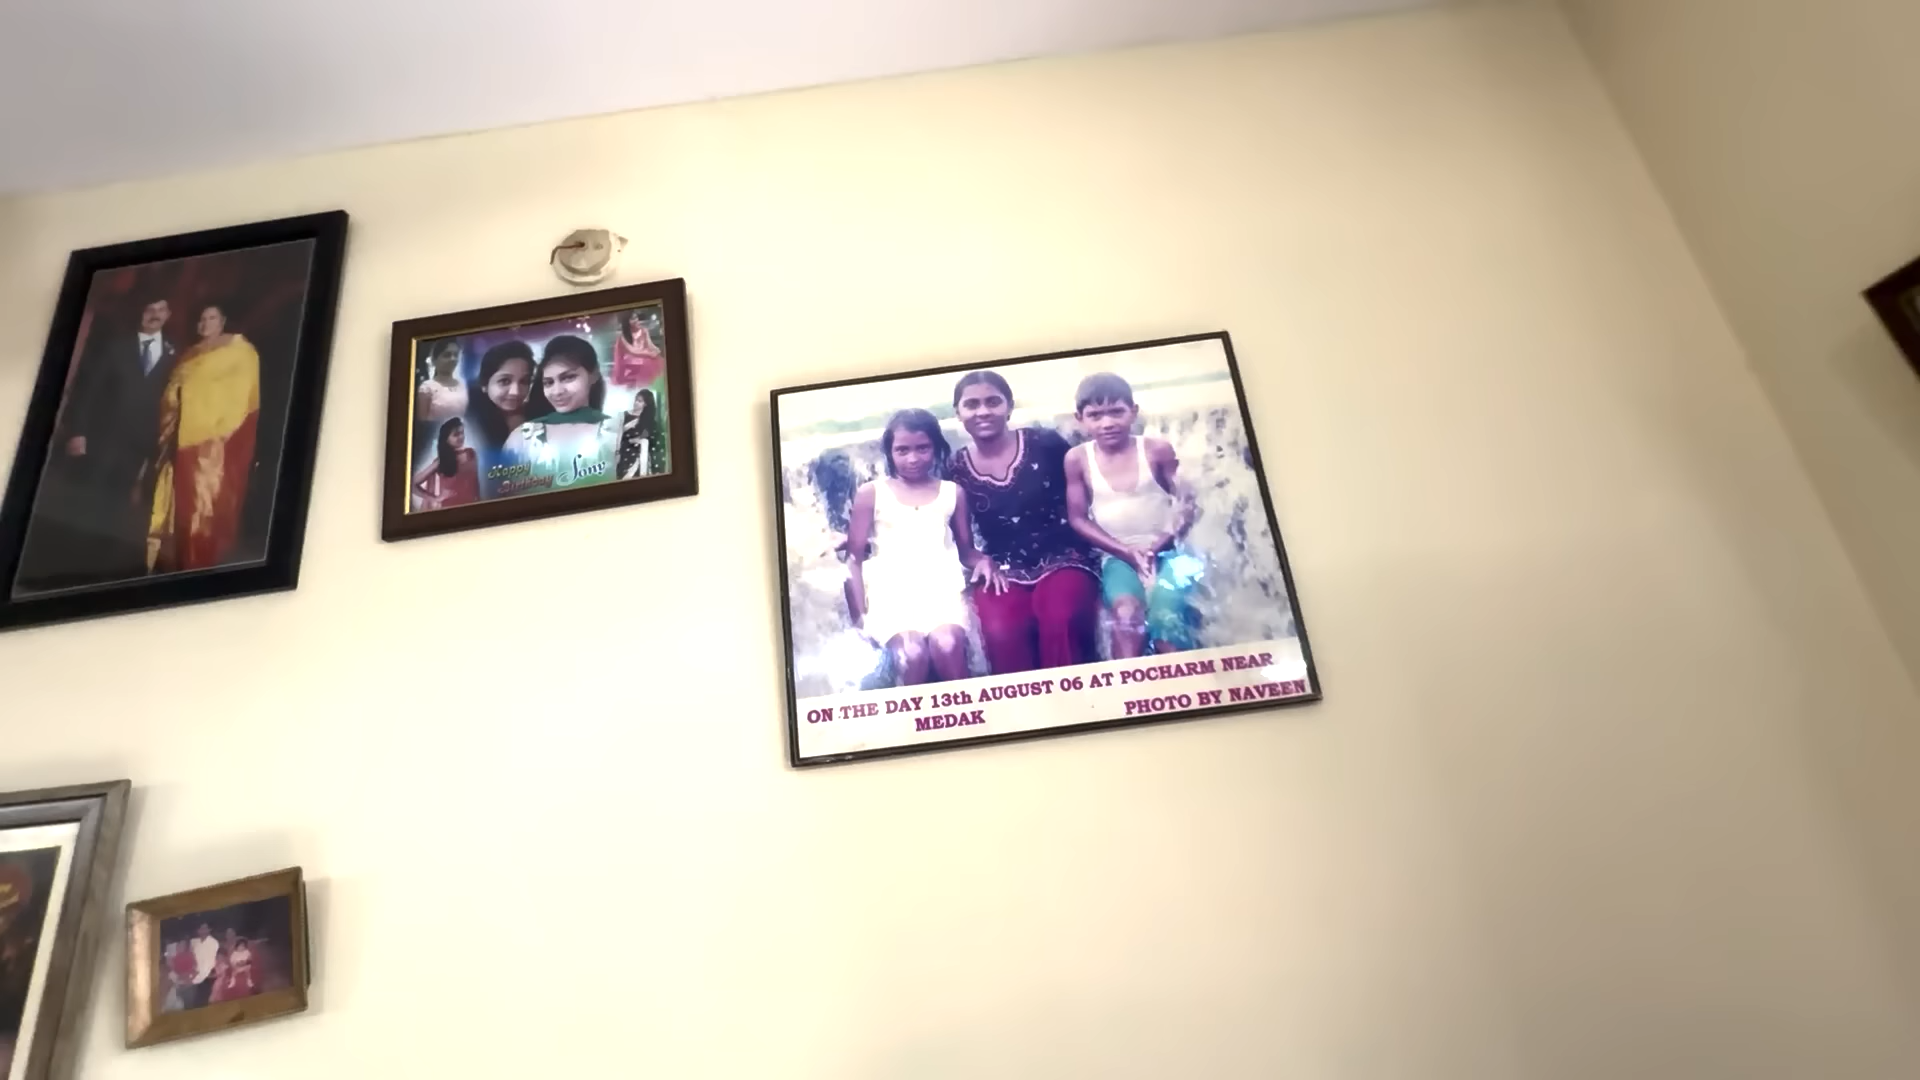 Happy
Birthday Sony
ON THE DAY 13th AUGUST 06 AT POCHARM NEAR
MEDAK
PHOTO BY NAVEEN